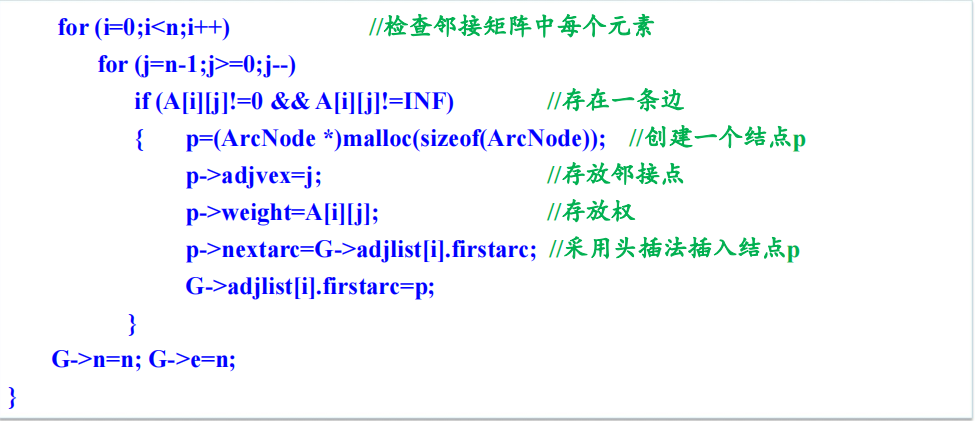 for (i=0;i<n;i++) //检查邻接矩阵中每个元素
for (j=n-1;j>=0;j--)
if (A[i][j]!=0 && A[i][j]!=INF) //存在一条边
{ p=(ArcNode *)malloc(sizeof(ArcNode)); //创建一个结点p
p->adjvex=j; //存放邻接点
p->weight=A[i][j]; //存放权
p->nextarc=G->adjlist[i].firstarc; //采用头插法插入结点p
G->adjlist[i].firstarc=p;
}
G->n=n; G->e=n;
}